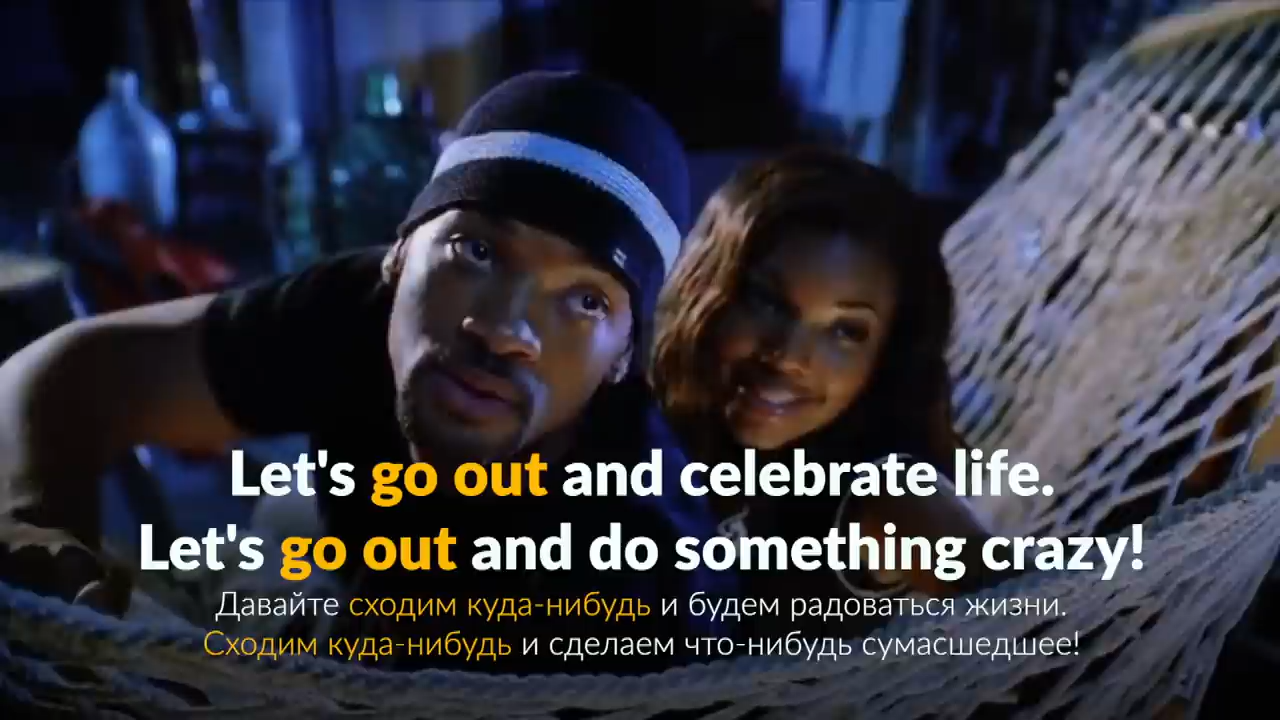 Let's go out and celebrate life.
Let's go out and do something crazy!
Давайте сходим куда-нибудь и будем радоваться жизни.
Сходим куда-нибудь и сделаем что-нибудь сумасшедшее!